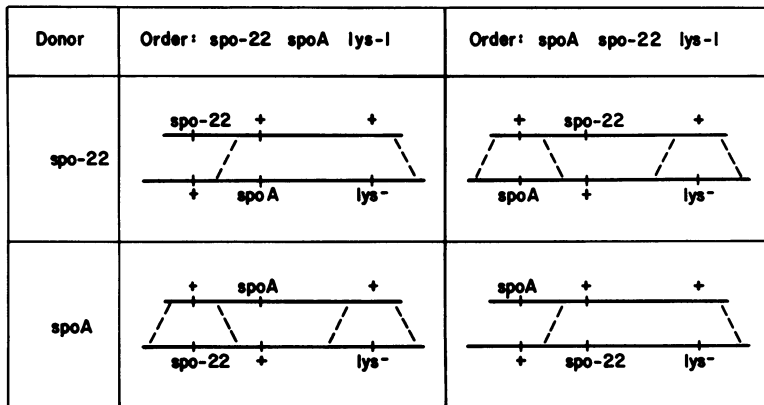 Donor
Order: spo-22 spoA lys-1
Order: spoA spo-22 lys-1
spo-22
spo-22 + +
+ spoA lys-
+ spo-22 +
spoA + lys-
spoA
+ spoA +
spo-22 + lys-
spoA + +
+ spo-22 lys-